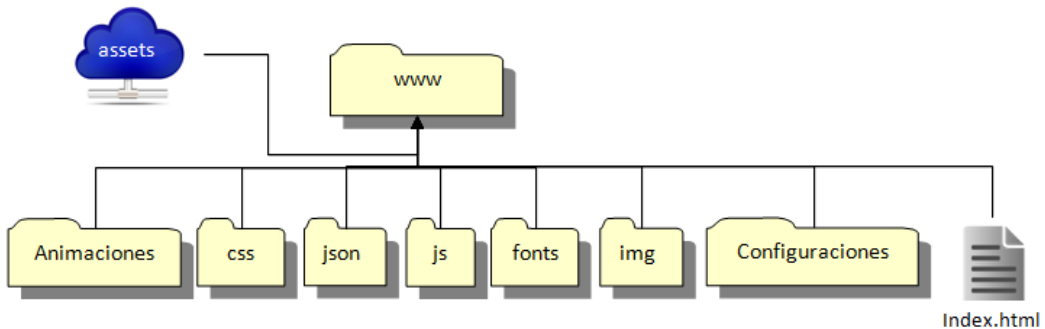 assets
www
Animaciones
css
json
js
fonts
img
Configuraciones
Index.html